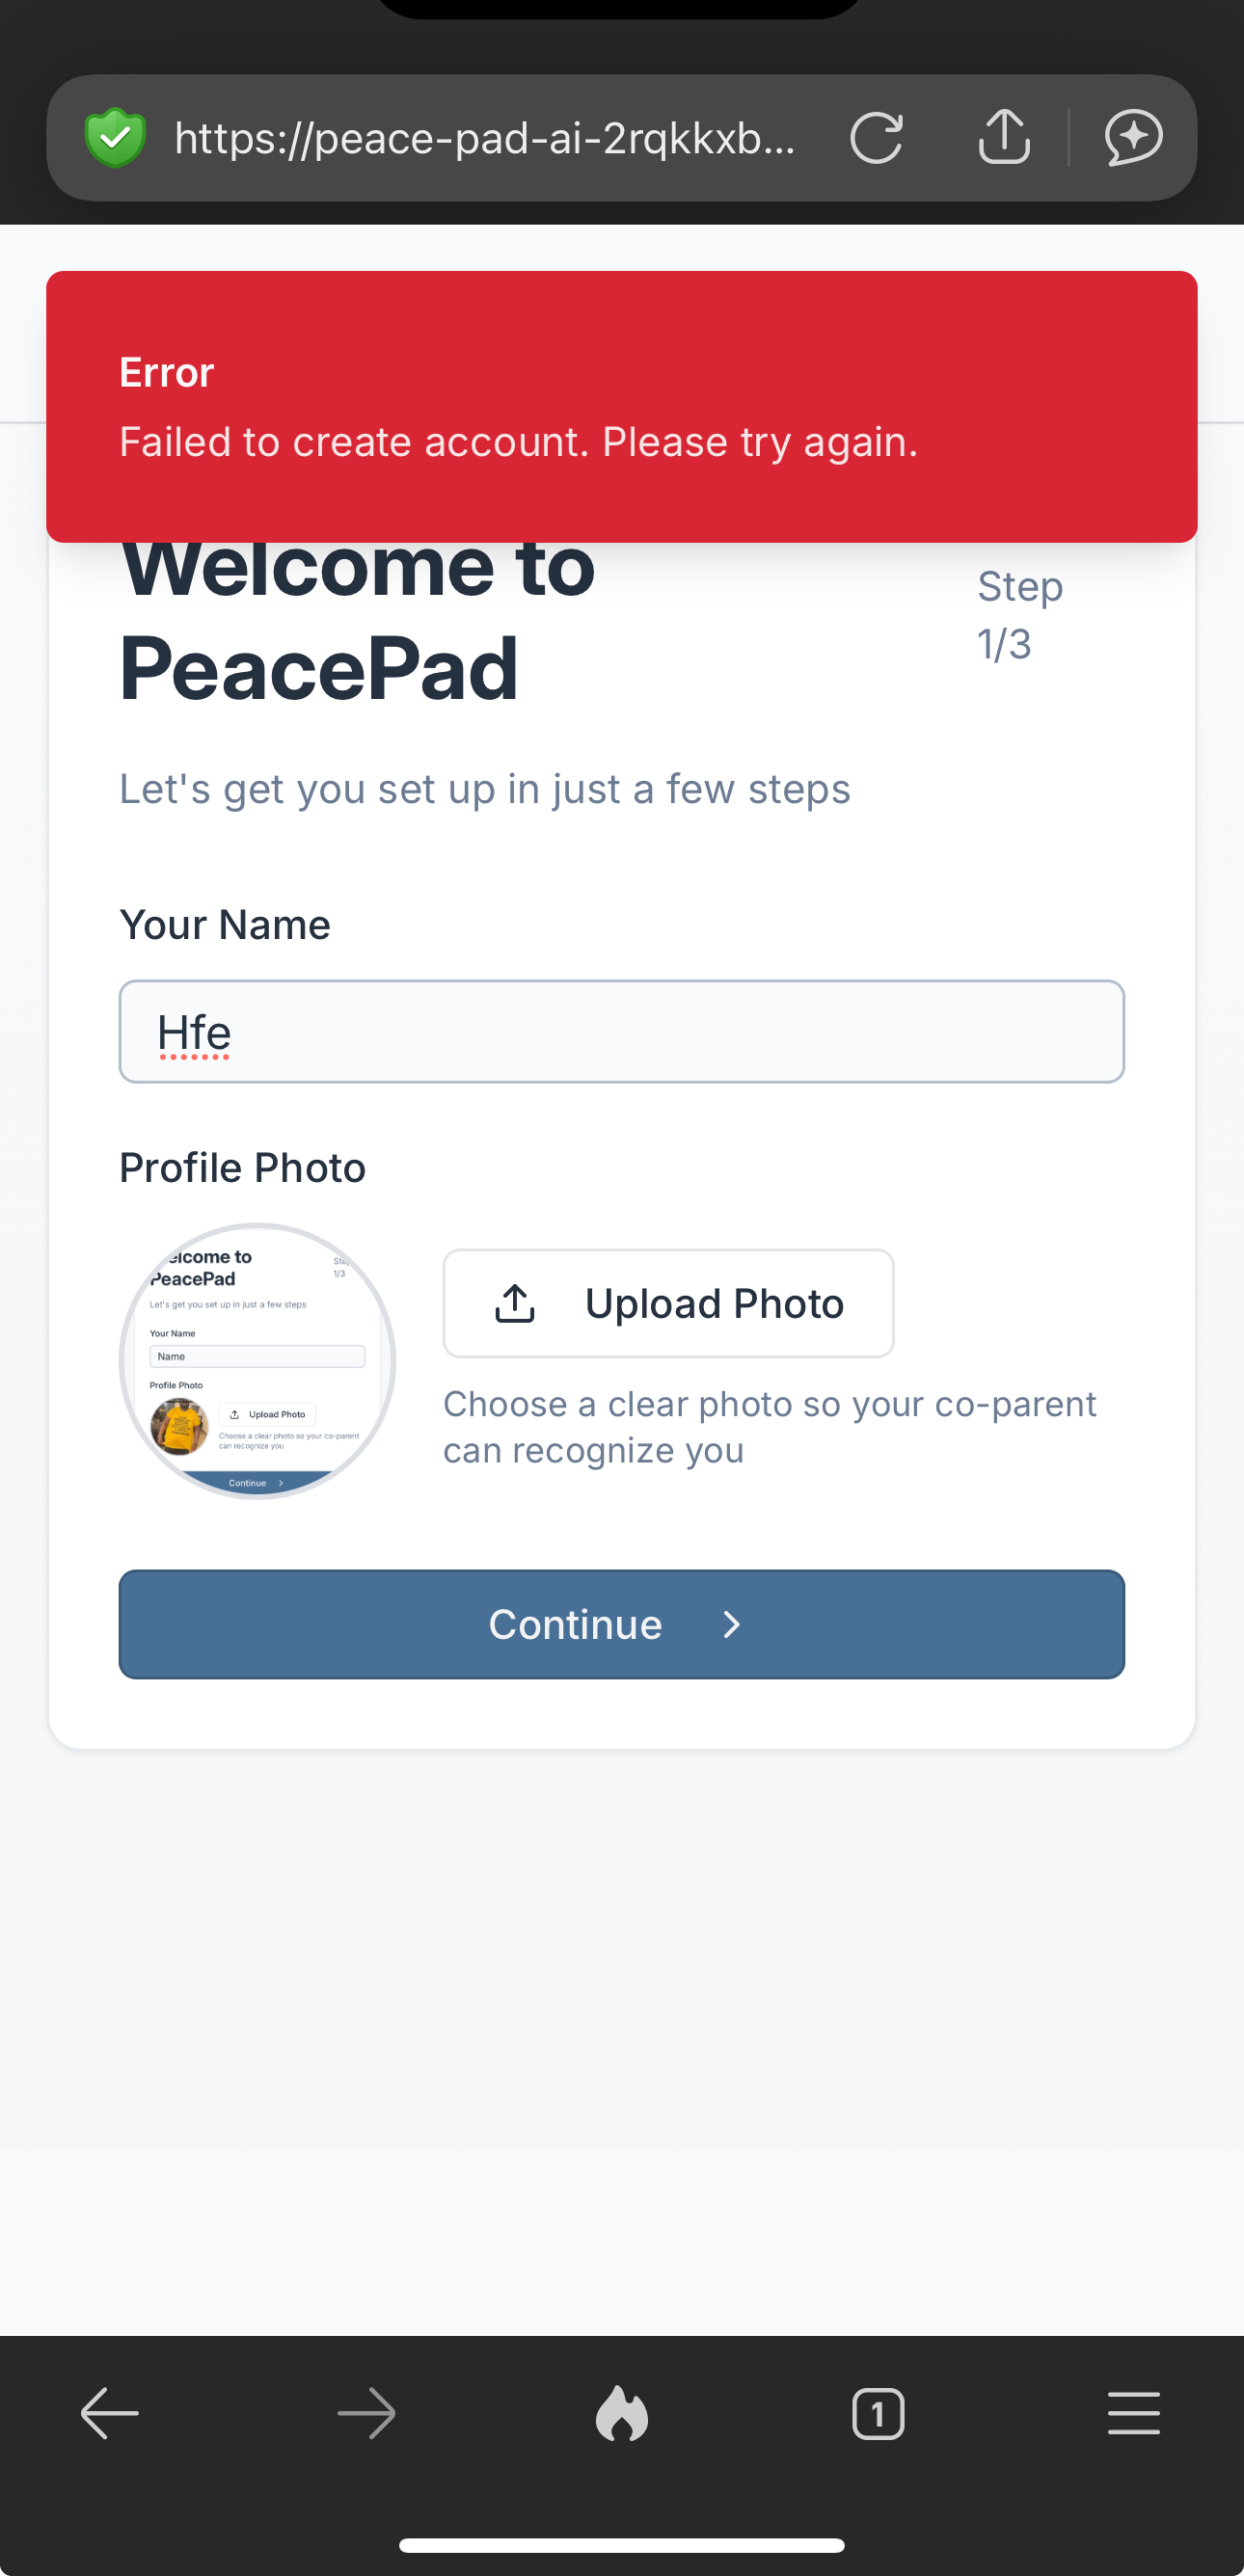 https://peace-pad-ai-2rqkkxb...
Error
Failed to create account. Please try again.
Welcome to
PeacePad
Step
1/3
Let's get you set up in just a few steps
Your Name
Hfe
Profile Photo
Welcome to
PeacePad
1/3
Let's get you set up in just a few steps
Your Name
Name
Profile Photo
Upload Photo
Choose a clear photo so your co-parent
can recognize you
Continue
Upload Photo
Choose a clear photo so your co-parent
can recognize you
Continue
1